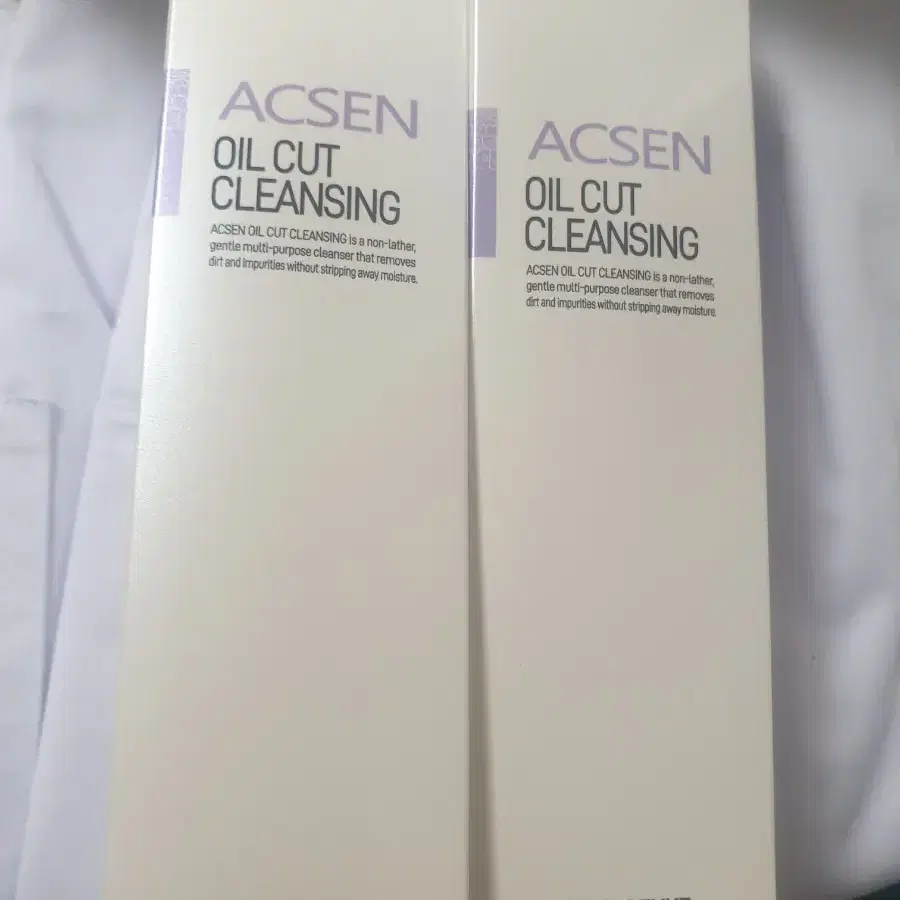 ACSEN
OIL CUT
CLEANSING
ACSEN OIL CUT CLEANSING is a non-lather,
gentle multi-purpose cleanser that removes
dirt and impurities without stripping away moisture.
ACSEN
OIL CUT
CLEANSING
ACSEN OIL CUT CLEANSING is a non-lather,
gentle multi-purpose cleanser that removes
dirt and impurities without stripping away moisture.